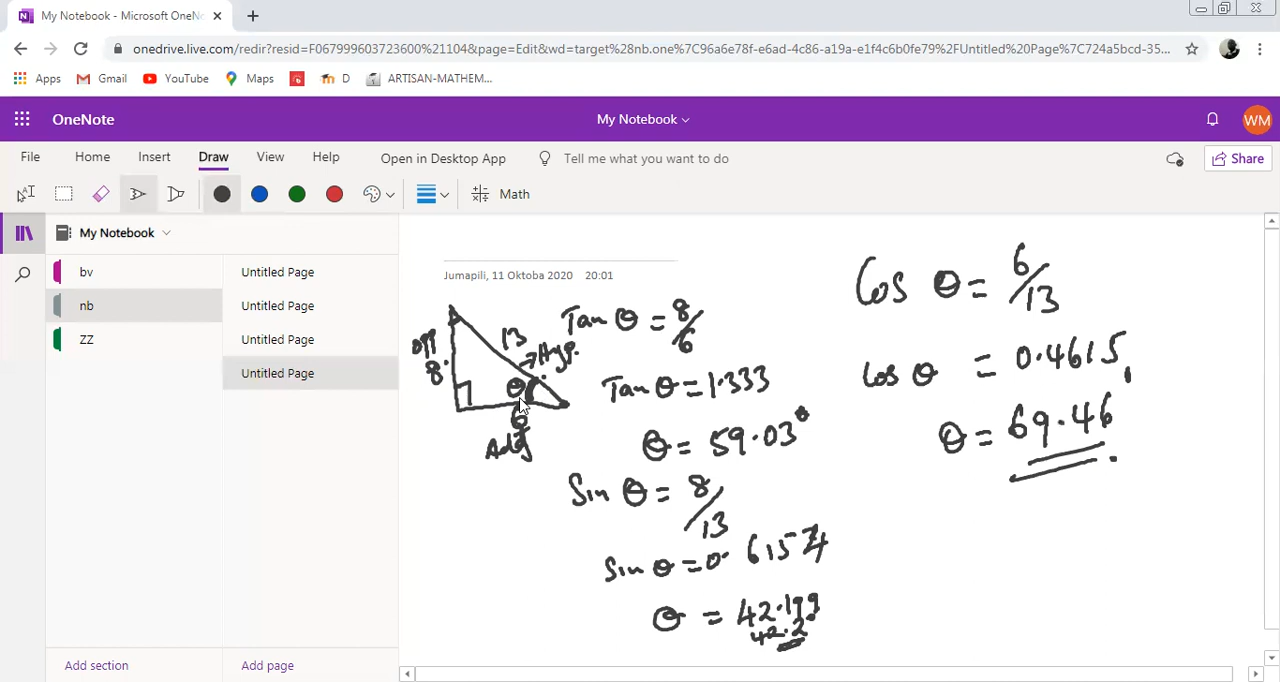 My Notebook - Microsoft OneNo
onedrive.live.com/redir?resid=F067999603723600%21104&page=Edit&wd=target%28nb.one%7C96a6e78f-e6ad-4c86-a19a-e1f4c6b0fe79%2FUntitled%20Page%7C724a5bcd-35...
Apps Gmail YouTube Maps D ARTISAN-MATHEM...
OneNote My Notebook WM
File Home Insert Draw View Help Open in Desktop App Tell me what you want to do Share
Math
My Notebook
bv
nb
ZZ
Untitled Page
Untitled Page
Untitled Page
Untitled Page
Add section
Add page
Jumapili, 11 Oktoba 2020 20:01
Opp
8
13
Hyp.
θ
6
Adj
Tan θ = 8/6
Tan θ = 1.333
θ = 59.03°
Sin θ = 8/13
Sin θ = 0.6154
θ = 42.199
42.2
Cos θ = 6/13
Cos θ = 0.4615
θ = 69.46